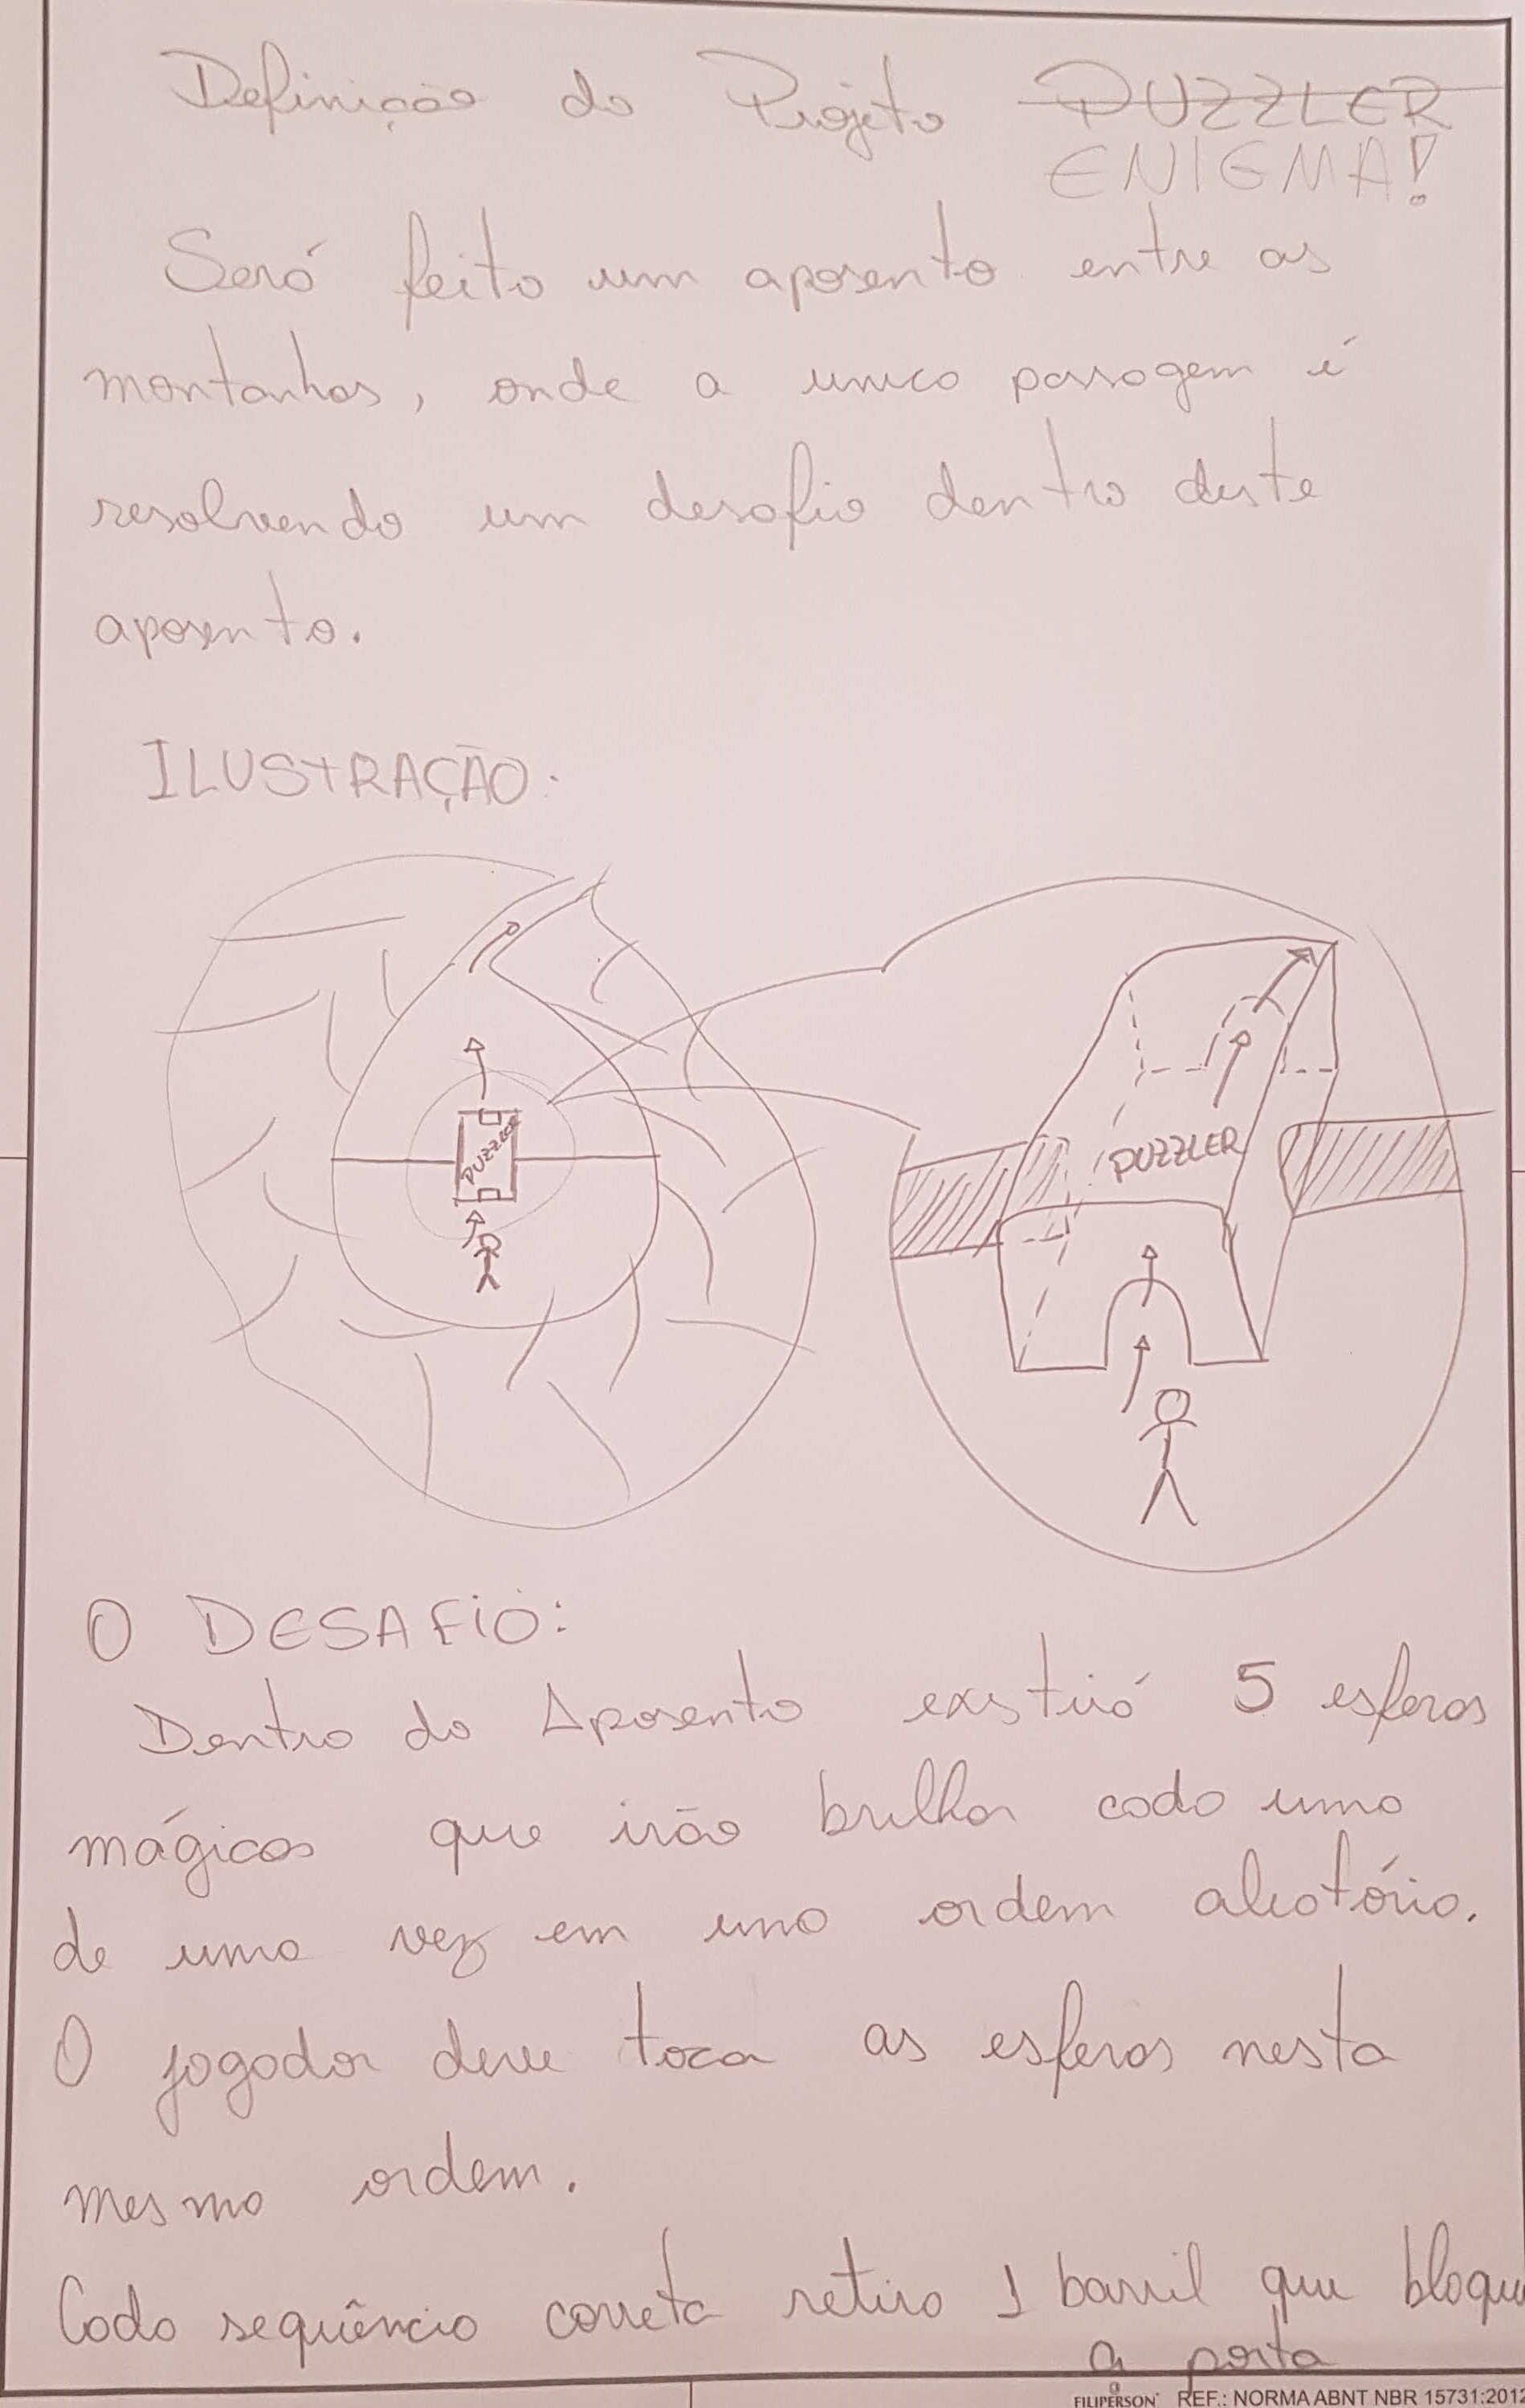 Definição do Projeto PUZZLER
ENIGMA!
Será feito um aposento entre as
montanhas, onde a unica passagem é
resolvendo um desafio dentro deste
aposento.
ILUSTRAÇÃO:
PUZZLER
PUZZLER
O DESAFIO:
Dentro do Aposento existirá 5 esferas
mágicas que irão brilhar cada uma
de uma vez em uma ordem aleatória.
O jogador deve tocar as esferas nesta
mesma ordem.
Cada sequência correta retira 1 barril que bloque
a porta
FILIPERSON REF.: NORMA ABNT NBR 15731:2012